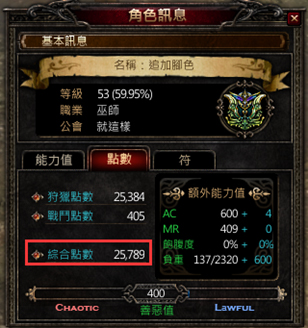 角色訊息
基本訊息
名稱：追加腳色
等級 53 (59.95%)
職業 巫師
公會 就這樣
能力值 點數 符
狩獵點數 25,384
戰鬥點數 405
綜合點數 25,789
額外能力值
AC 600 + 4
MR 409 + 0
飽腹度 0% + 0%
負重 137/2320 + 600
400
CHAOTIC 善惡值 LAWFUL